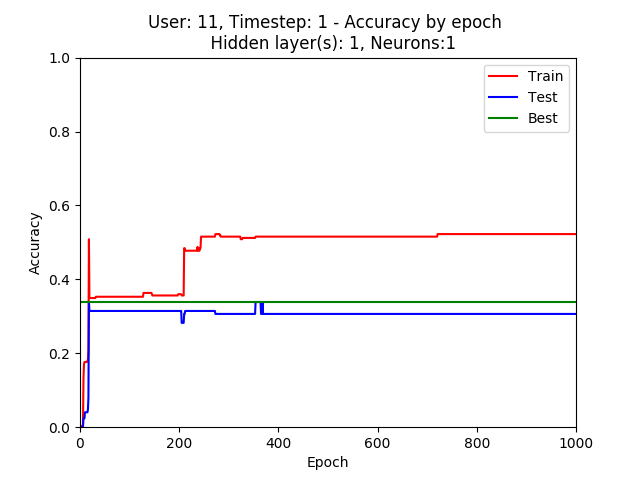 User: 11, Timestep: 1 - Accuracy by epoch
Hidden layer(s): 1, Neurons:1
1.0
0.8
0.6
0.4
0.2
0.0
Accuracy
Train
Test
Best
0 200 400 600 800 1000
Epoch